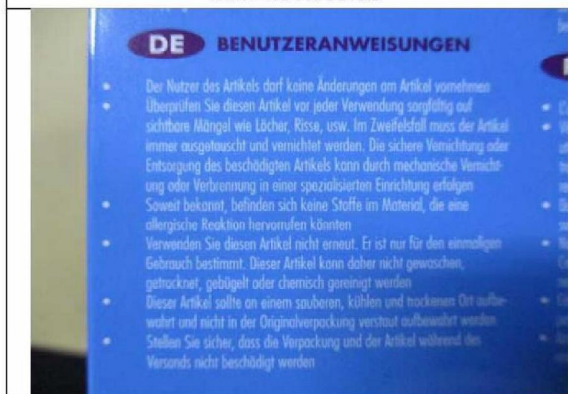 DE BENUTZERANWEISUNGEN
• Der Nutzer des Artikels darf keine Änderungen am Artikel vornehmen
• Überprüfen Sie diesen Artikel vor jeder Verwendung sorgfältig auf
sichtbare Mängel wie Löcher, Risse, usw. Im Zweifelsfall muss der Artikel
immer ausgetauscht und vernichtet werden. Die sichere Vernichtung oder
Entsorgung des beschädigten Artikels kann durch mechanische Vernicht-
ung oder Verbrennung in einer spezialisierten Einrichtung erfolgen
• Soweit bekannt, befinden sich keine Stoffe im Material, die eine
allergische Reaktion hervorrufen könnten
• Verwenden Sie diesen Artikel nicht erneut. Er ist nur für den einmaligen
Gebrauch bestimmt. Dieser Artikel kann daher nicht gewaschen,
getrocknet, gebügelt oder chemisch gereinigt werden
• Dieser Artikel sollte an einem sauberen, kühlen und trockenen Ort aufbe-
wahrt und nicht in der Originalverpackung verstaut aufbewahrt werden
• Stellen Sie sicher, dass die Verpackung und der Artikel während des
Versands nicht beschädigt werden